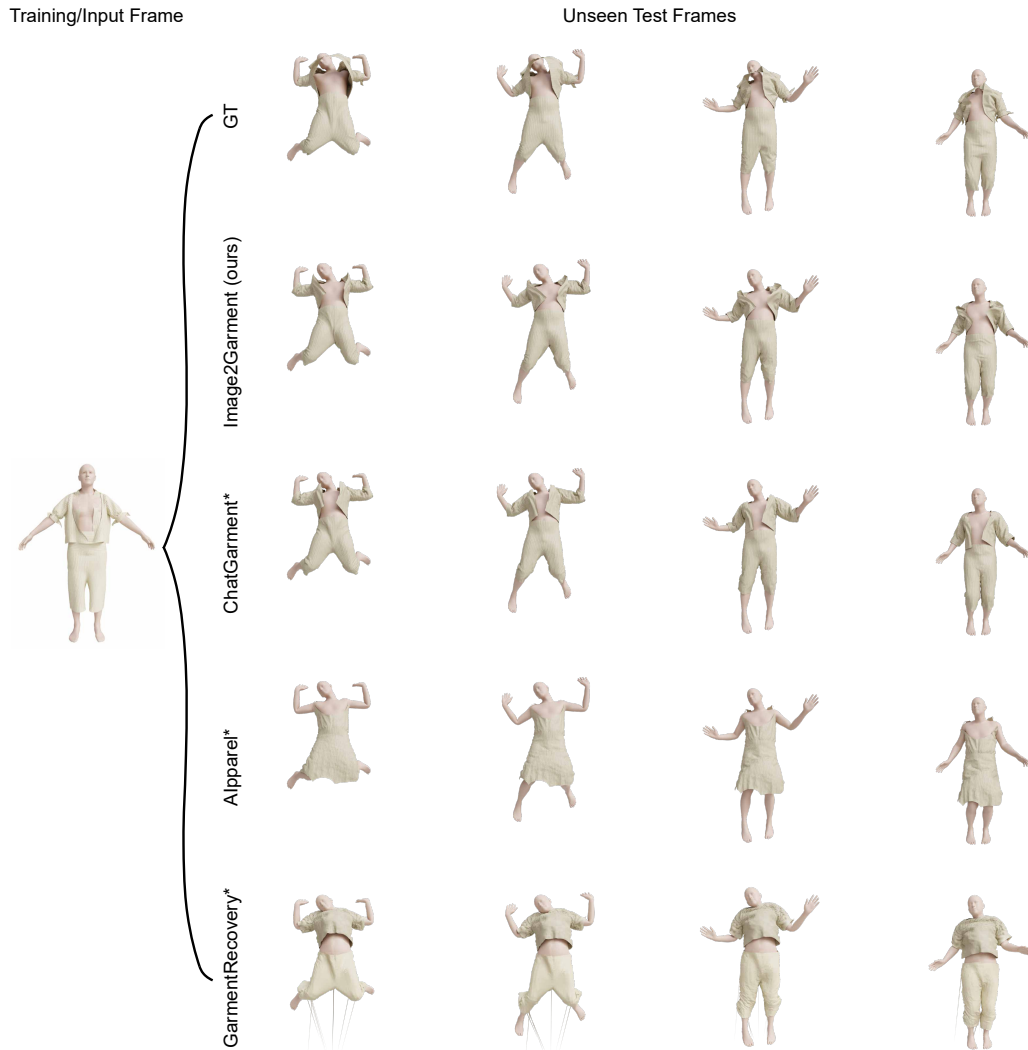 Training/Input Frame
Unseen Test Frames
GT
Image2Garment (ours)
ChatGarment*
AIpparel*
GarmentRecovery*